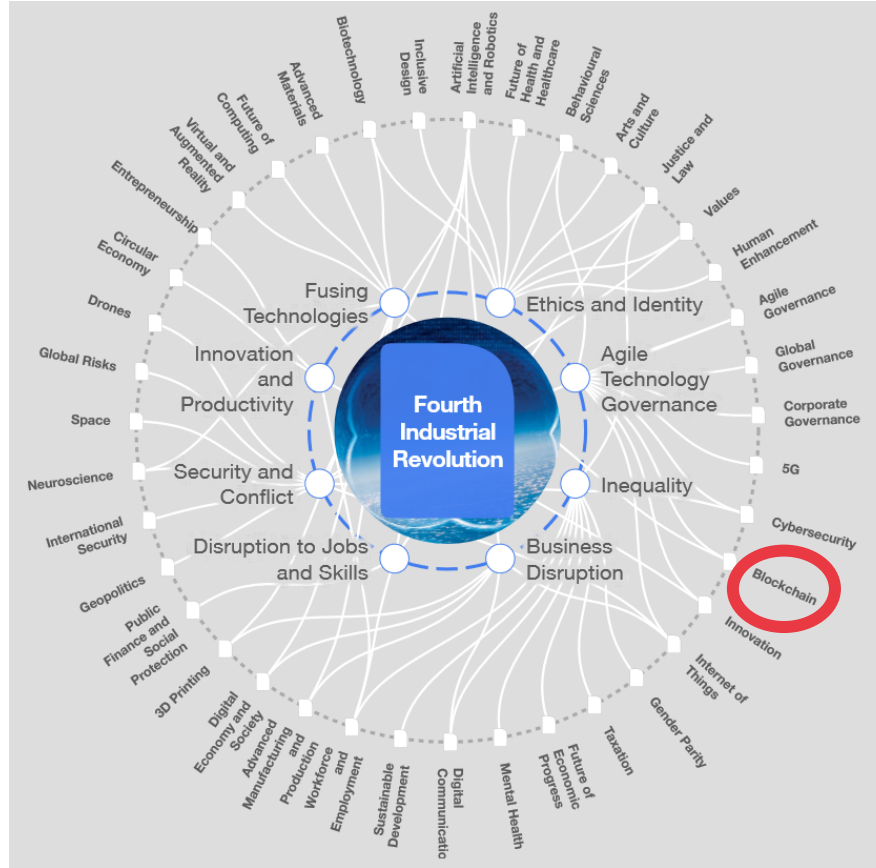 Fourth
Industrial
Revolution
Fusing
Technologies
Innovation
and
Productivity
Security and
Conflict
Disruption to Jobs
and Skills
Ethics and Identity
Agile
Technology
Governance
Inequality
Business
Disruption
Artificial
Intelligence
and Robotics
Future of
Health and
Healthcare
Behavioural
Sciences
Arts and
Culture
Justice and
Law
Values
Human
Enhancement
Agile
Governance
Global
Governance
Corporate
Governance
5G
Cybersecurity
Blockchain
Innovation
Internet of
Things
Gender Parity
Taxation
Future of
Economic
Progress
Mental Health
Digital
Communicatic
Sustainable
Development
Workforce
and
Employment
Advanced
Manufacturing
and
Production
Digital
Economy and
Society
3D Printing
Public
Finance and
Social
Protection
Geopolitics
International
Security
Neuroscience
Space
Global Risks
Drones
Circular
Economy
Entrepreneurship
Virtual and
Augmented
Reality
Future of
Computing
Advanced
Materials
Biotechnology
Inclusive
Design